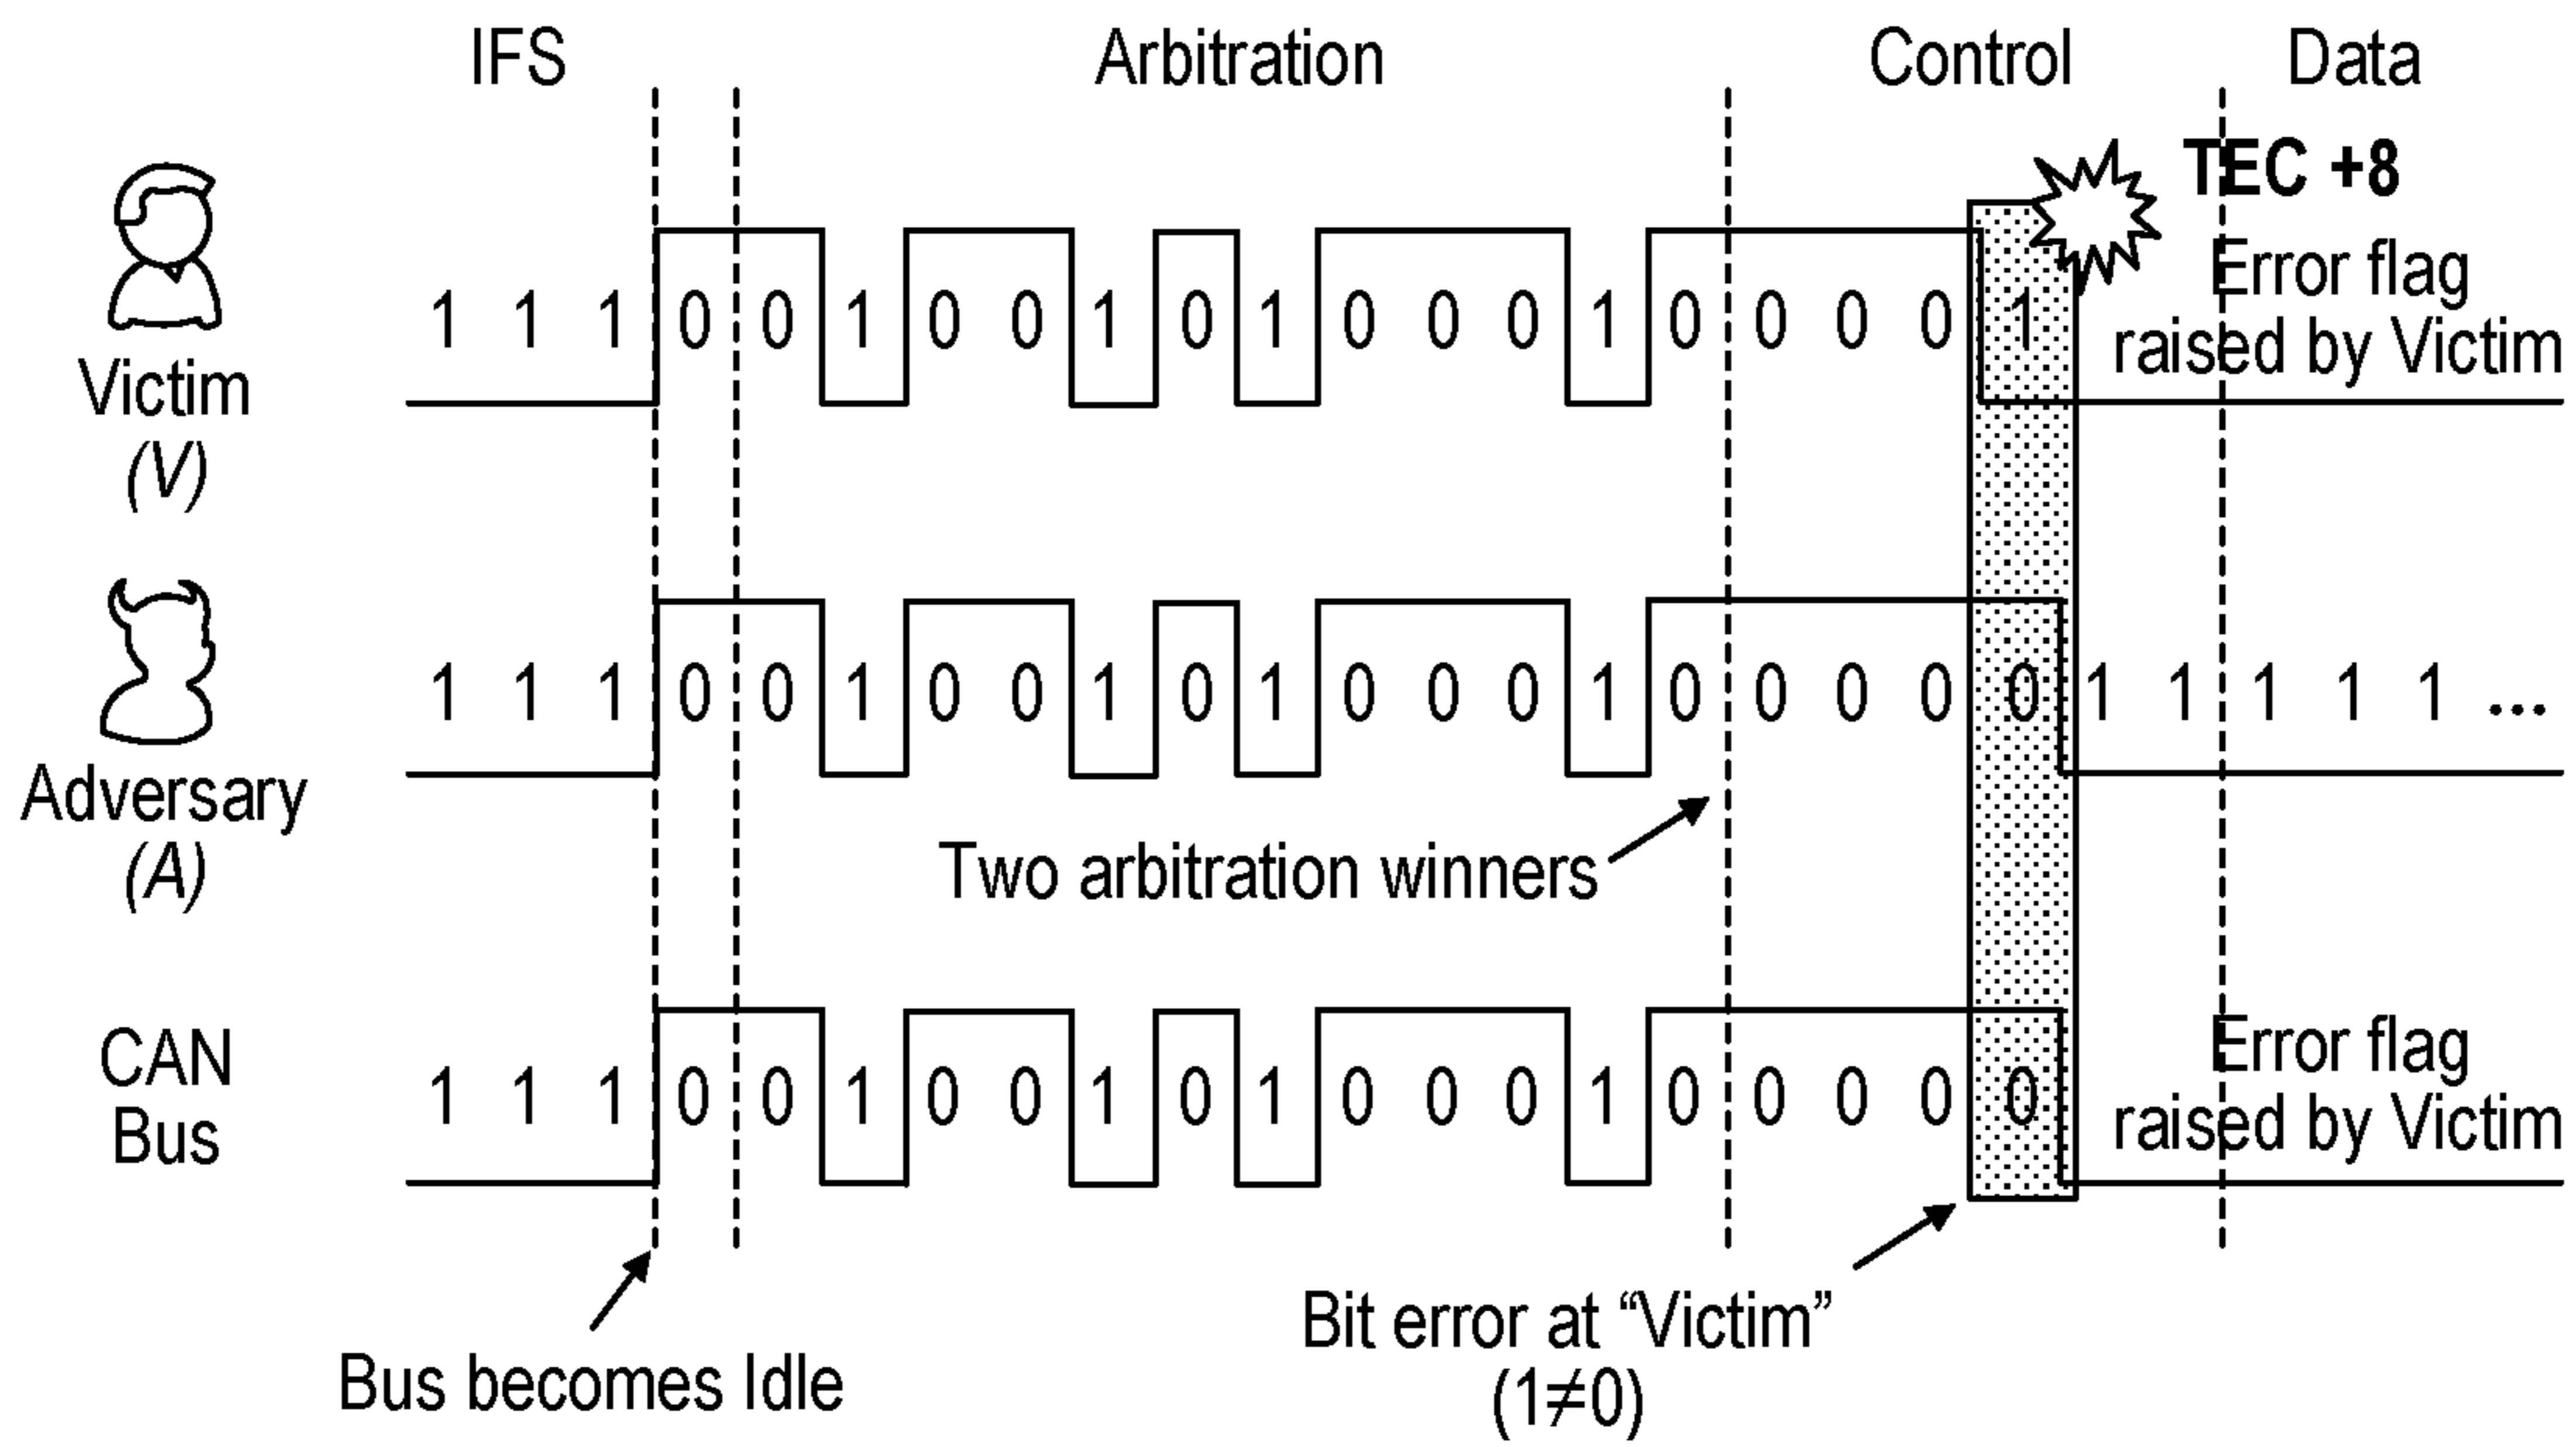 IFS Arbitration Control Data
TEC +8
1 1 1 0 0 1 0 0 1 0 1 0 0 0 1 0 0 0 0 1
Error flag
raised by Victim
Victim
(V)
1 1 1 0 0 1 0 0 1 0 1 0 0 0 1 0 0 0 0 0 1 1 1 1 1 ...
Adversary
(A)
Two arbitration winners
1 1 1 0 0 1 0 0 1 0 1 0 0 0 1 0 0 0 0 0
Error flag
raised by Victim
CAN
Bus
Bus becomes Idle
Bit error at “Victim”
(1≠0)